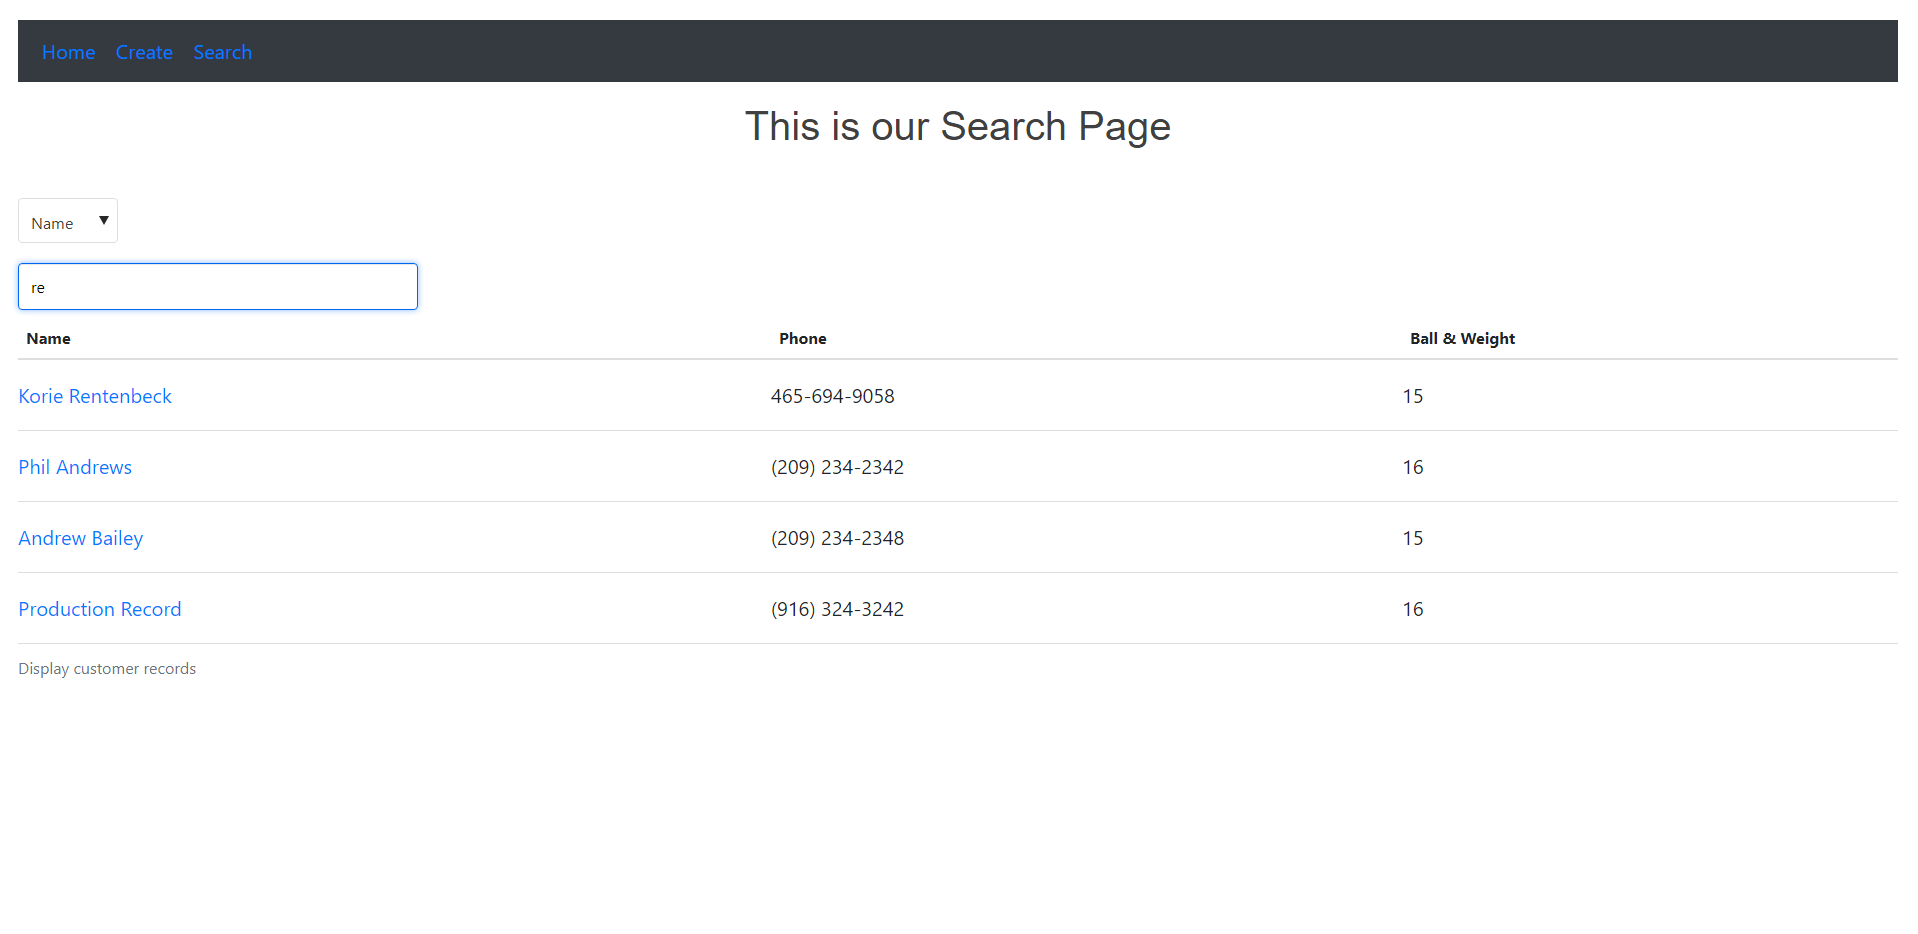 Home Create Search
This is our Search Page
Name
re
Name Phone Ball & Weight
Korie Rentenbeck 465-694-9058 15
Phil Andrews (209) 234-2342 16
Andrew Bailey (209) 234-2348 15
Production Record (916) 324-3242 16
Display customer records